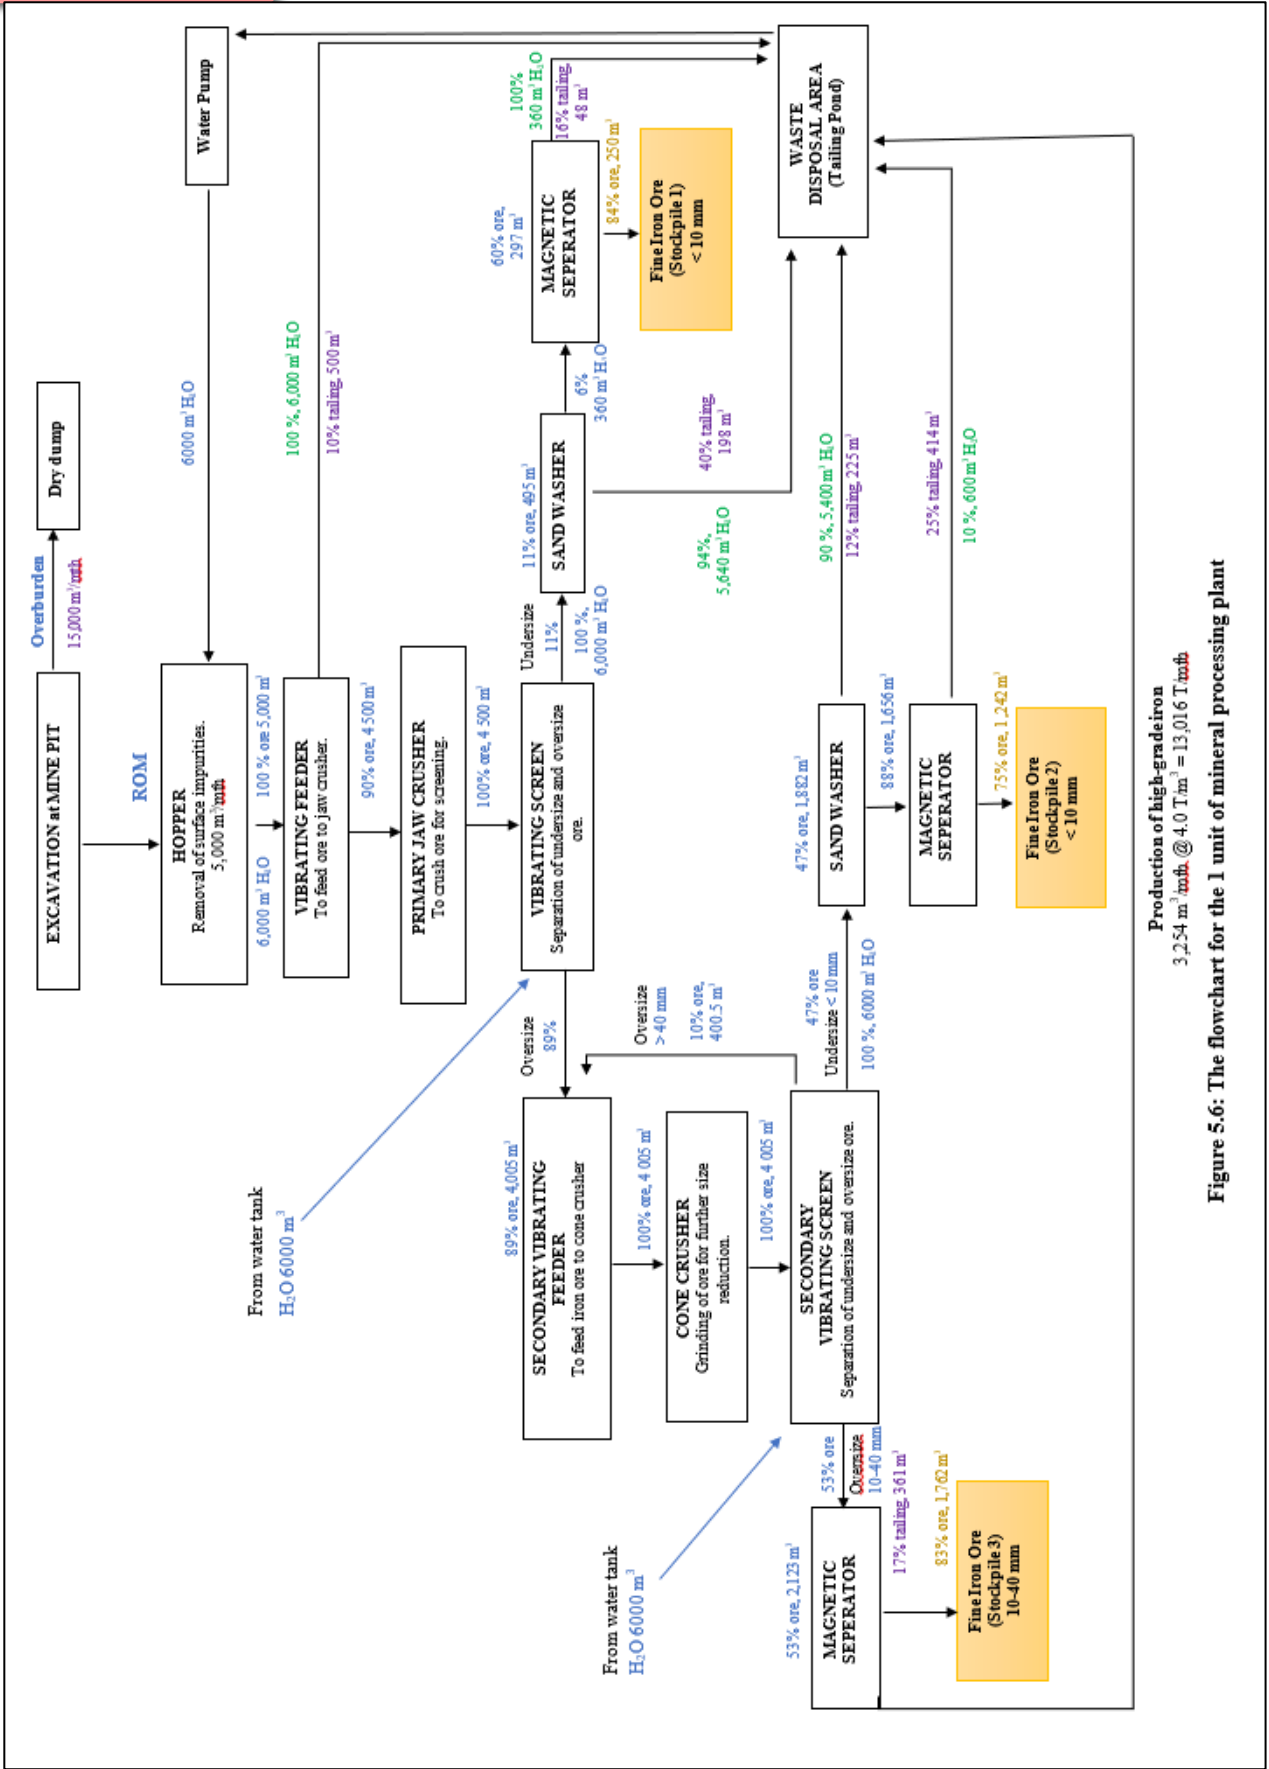 EXCAVATION at MINE PIT
Overburden
15,000 m³/mth
Dry dump
ROM
HOPPER
Removal of surface impurities.
5,000 m³/mth
6000 m³ H₂O
Water Pump
6,000 m³ H₂O
100 % ore 5,000 m³
VIBRATING FEEDER
To feed ore to jaw crusher.
100 %, 6,000 m³ H₂O
10% tailing, 500 m³
90% ore, 4 500 m³
PRIMARY JAW CRUSHER
To crush ore for screening.
100% ore, 4 500 m³
From water tank
H₂O 6000 m³
VIBRATING SCREEN
Separation of undersize and oversize
ore.
Oversize
89%
Undersize
11%
100 %,
6,000 m³ H₂O
11% ore, 495 m³
SAND WASHER
6%
360 m³ H₂O
60% ore,
297 m³
MAGNETIC
SEPERATOR
100%
360 m³ H₂O
16% tailing,
48 m³
84% ore, 250 m³
Fine Iron Ore
(Stockpile 1)
< 10 mm
94%,
5,640 m³ H₂O
40% tailing,
198 m³
WASTE
DISPOSAL AREA
(Tailing Pond)
89% ore, 4,005 m³
SECONDARY VIBRATING
FEEDER
To feed iron ore to cone crusher
100% ore, 4 005 m³
CONE CRUSHER
Grinding of ore for further size
reduction.
100% ore, 4 005 m³
Oversize
> 40 mm
10% ore,
400.5 m³
From water tank
H₂O 6000 m³
SECONDARY
VIBRATING SCREEN
Separation of undersize and oversize ore.
47% ore
Undersize < 10 mm
100 %, 6000 m³ H₂O
47% ore, 1,882 m³
SAND WASHER
90 %, 5,400 m³ H₂O
12% tailing, 225 m³
88% ore, 1,656 m³
MAGNETIC
SEPERATOR
25% tailing, 414 m³
10 %, 600 m³ H₂O
75% ore, 1,242 m³
Fine Iron Ore
(Stockpile 2)
< 10 mm
53% ore
Oversize
10-40 mm
53% ore, 2,123 m³
MAGNETIC
SEPERATOR
17% tailing, 361 m³
83% ore, 1,762 m³
Fine Iron Ore
(Stockpile 3)
10-40 mm
Production of high-gradeiron
3,254 m³/mth @ 4.0 T/m³ = 13,016 T/mth
Figure 5.6: The flowchart for the 1 unit of mineral processing plant